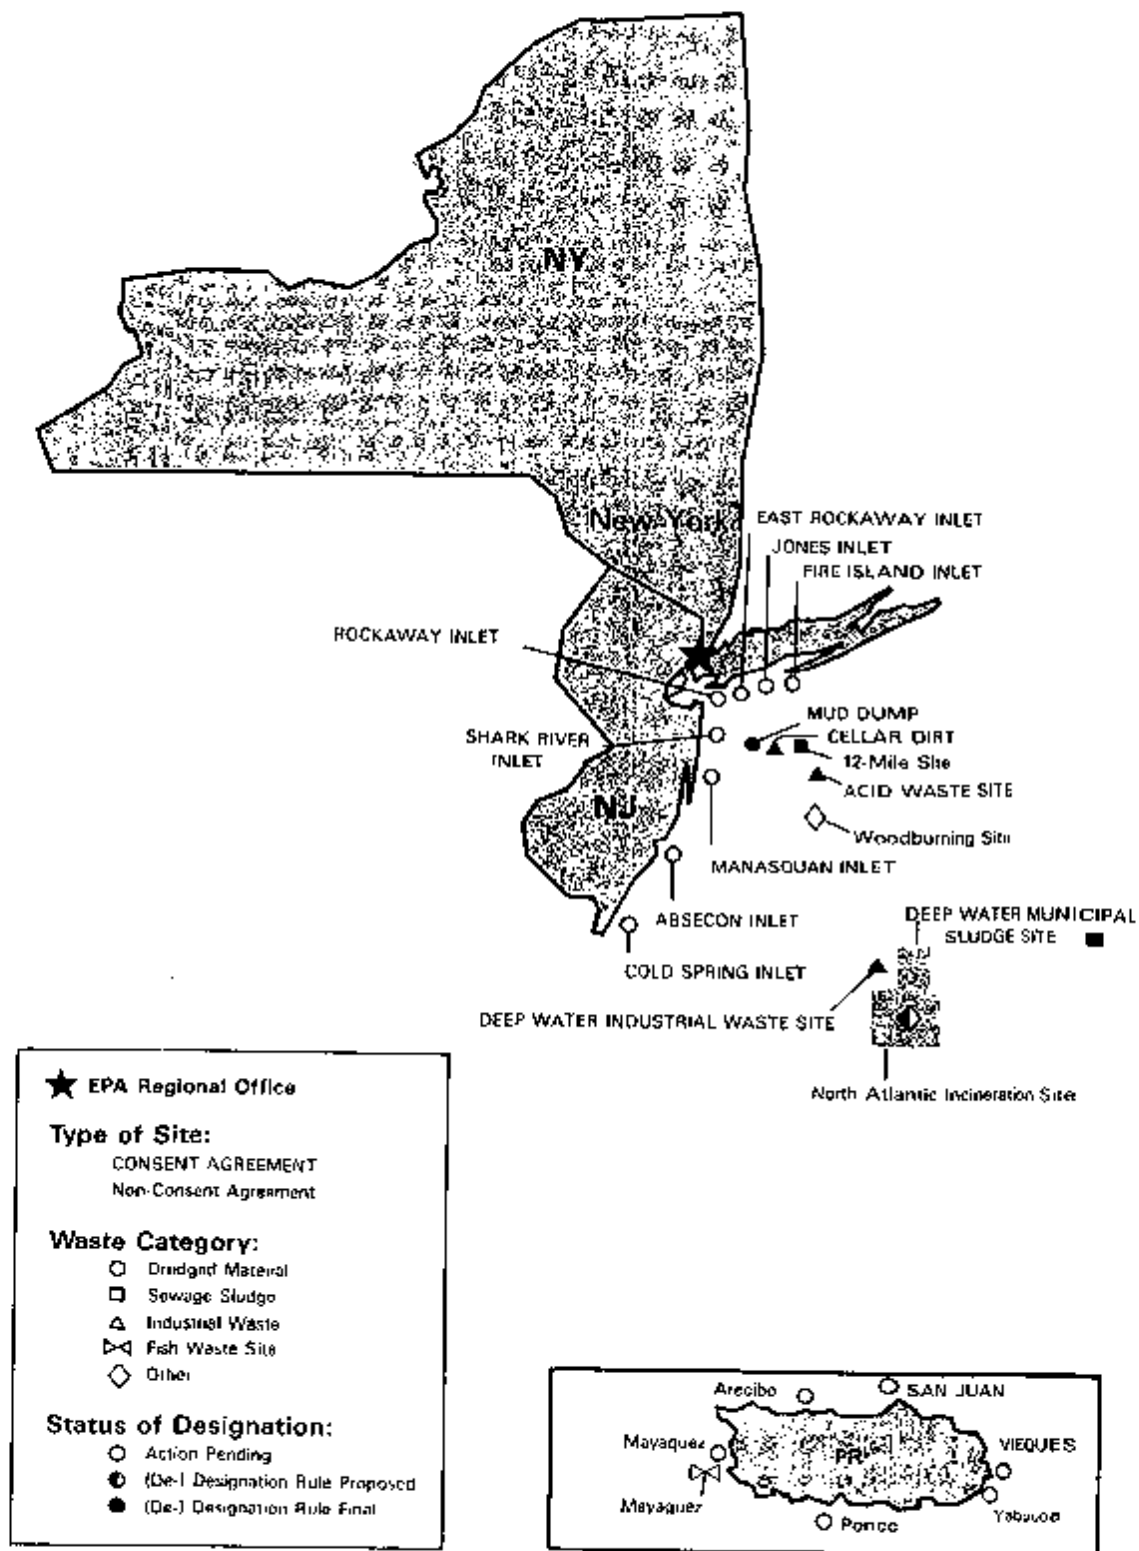 NY
New York
EAST ROCKAWAY INLET
JONES INLET
FIRE ISLAND INLET
ROCKAWAY INLET
SHARK RIVER
INLET
MUD DUMP
CELLAR DIRT
12-Mile Site
ACID WASTE SITE
Woodburning Site
NJ
MANASQUAN INLET
ABSECON INLET
COLD SPRING INLET
DEEP WATER MUNICIPAL
SLUDGE SITE
DEEP WATER INDUSTRIAL WASTE SITE
North Atlantic Incineration Site
EPA Regional Office
Type of Site:
CONSENT AGREEMENT
Non-Consent Agreement
Waste Category:
Dredged Material
Sewage Sludge
Industrial Waste
Fish Waste Site
Other
Status of Designation:
Action Pending
(De-) Designation Rule Proposed
(De-) Designation Rule Final
Arecibo
SAN JUAN
Mayaquez
PR
VIEQUES
Mayaguez
Ponce
Yabucoa